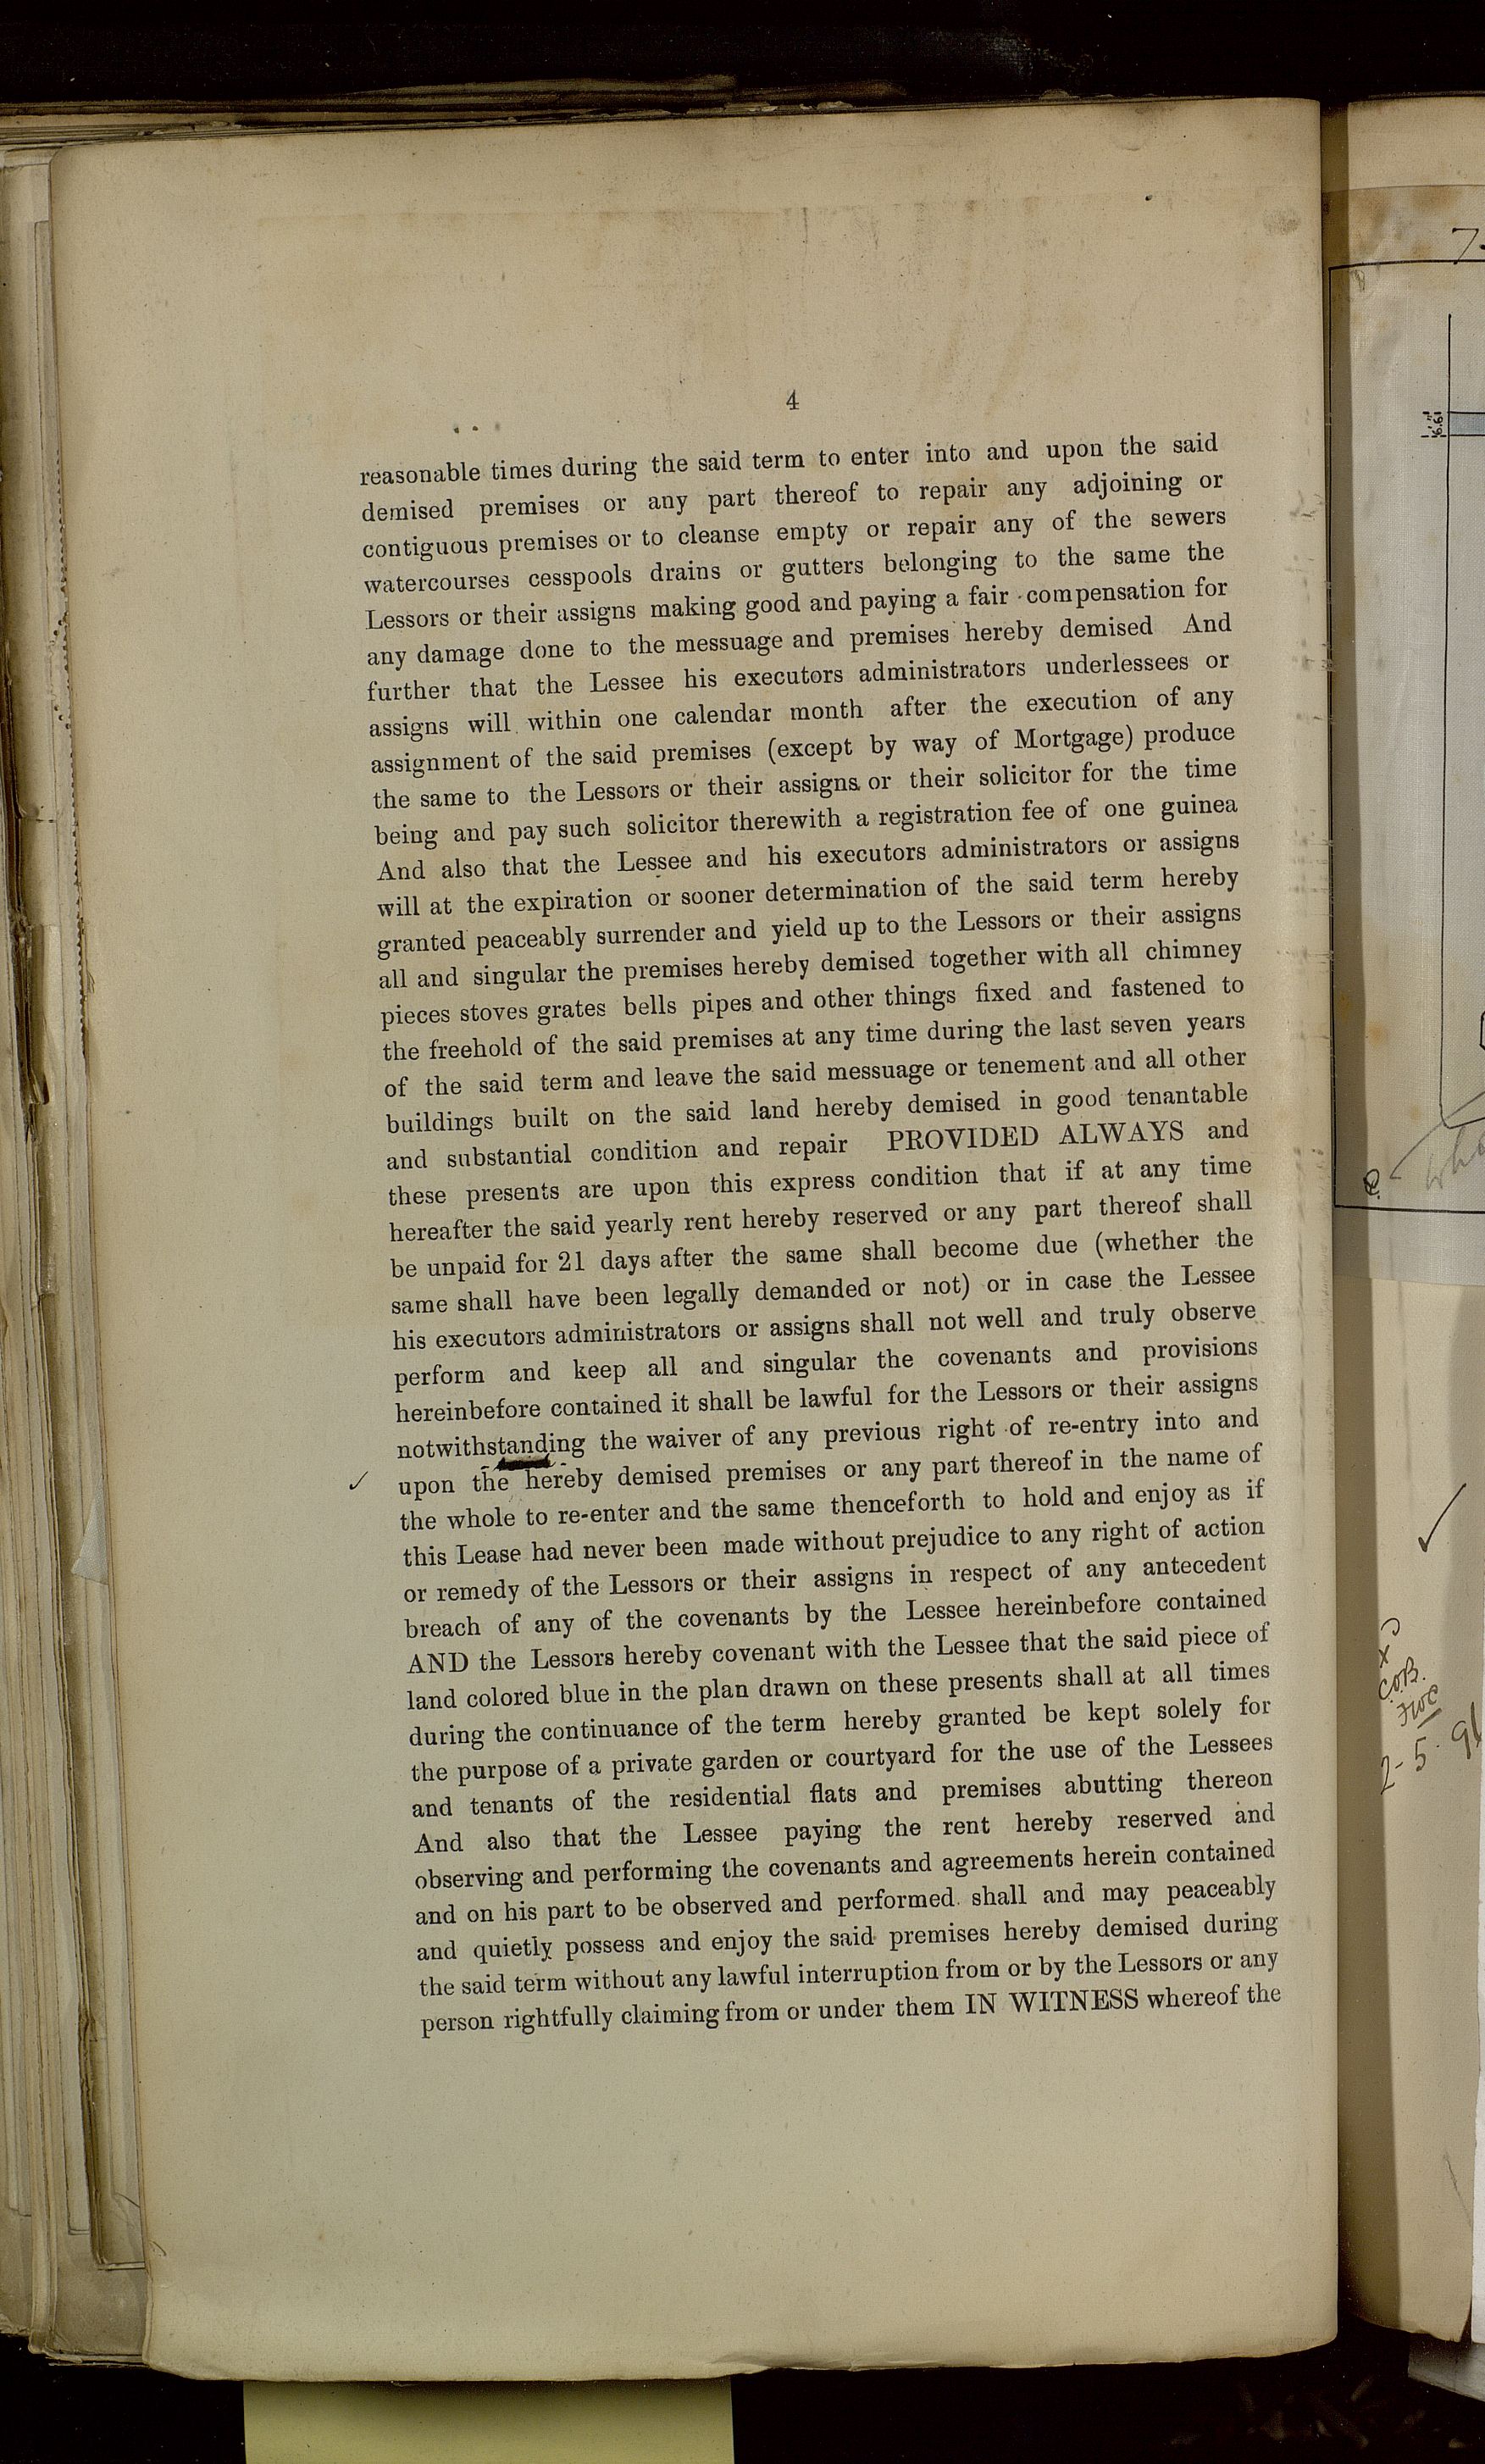 4
reasonable times during the said term to enter into and upon the said
demised premises or any part thereof to repair any adjoining or
contiguous premises or to cleanse empty or repair any of the sewers
watercourses cesspools drains or gutters belonging to the same the
Lessors or their assigns making good and paying a fair compensation for
any damage done to the messuage and premises hereby demised And
further that the Lessee his executors administrators underlessees or
assigns will within one calendar month after the execution of any
assignment of the said premises (except by way of Mortgage) produce
the same to the Lessors or their assigns or their solicitor for the time
being and pay such solicitor therewith a registration fee of one guinea
And also that the Lessee and his executors administrators or assigns
will at the expiration or sooner determination of the said term hereby
granted peaceably surrender and yield up to the Lessors or their assigns
all and singular the premises hereby demised together with all chimney
pieces stoves grates bells pipes and other things fixed and fastened to
the freehold of the said premises at any time during the last seven years
of the said term and leave the said messuage or tenement and all other
buildings built on the said land hereby demised in good tenantable
and substantial condition and repair PROVIDED ALWAYS and
these presents are upon this express condition that if at any time
hereafter the said yearly rent hereby reserved or any part thereof shall
be unpaid for 21 days after the same shall become due (whether the
same shall have been legally demanded or not) or in case the Lessee
his executors administrators or assigns shall not well and truly observe
perform and keep all and singular the covenants and provisions
hereinbefore contained it shall be lawful for the Lessors or their assigns
notwithstanding the waiver of any previous right of re-entry into and
✓ upon the hereby demised premises or any part thereof in the name of
the whole to re-enter and the same thenceforth to hold and enjoy as if
this Lease had never been made without prejudice to any right of action
or remedy of the Lessors or their assigns in respect of any antecedent
breach of any of the covenants by the Lessee hereinbefore contained
AND the Lessors hereby covenant with the Lessee that the said piece of
land colored blue in the plan drawn on these presents shall at all times
during the continuance of the term hereby granted be kept solely for
the purpose of a private garden or courtyard for the use of the Lessees
and tenants of the residential flats and premises abutting thereon
And also that the Lessee paying the rent hereby reserved and
observing and performing the covenants and agreements herein contained
and on his part to be observed and performed shall and may peaceably
and quietly possess and enjoy the said premises hereby demised during
the said term without any lawful interruption from or by the Lessors or any
person rightfully claiming from or under them IN WITNESS whereof the
7.
C.O.B.
2-5.91